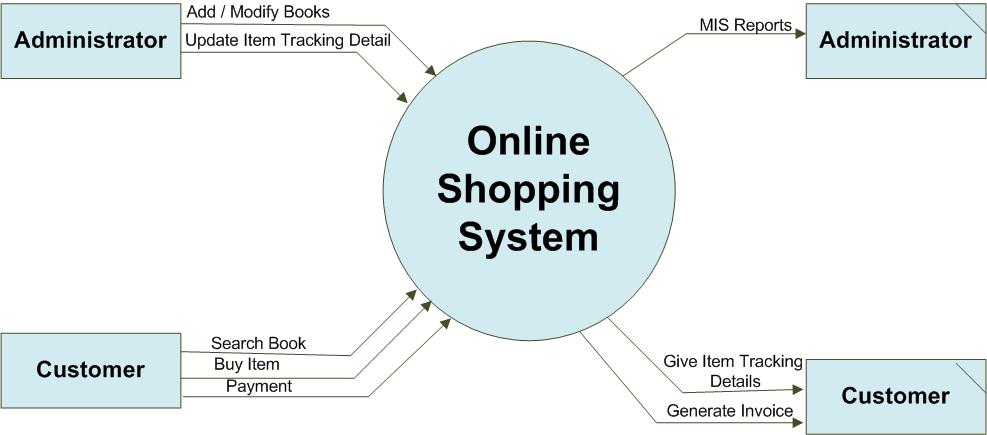 Add / Modify Books
Administrator
Update Item Tracking Detail
MIS Reports
Administrator
Online
Shopping
System
Search Book
Buy Item
Payment
Customer
Give Item Tracking
Details
Generate Invoice
Customer